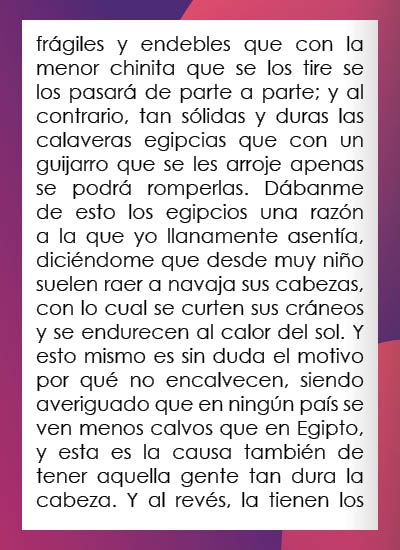 frágiles y endebles que con la
menor chinita que se los tire se
los pasará de parte a parte; y al
contrario, tan sólidas y duras las
calaveras egipcias que con un
guijarro que se les arroje apenas
se podrá romperlas. Dábanme
de esto los egipcios una razón
a la que yo llanamente asentía,
diciéndome que desde muy niño
suelen raer a navaja sus cabezas,
con lo cual se curten sus cráneos
y se endurecen al calor del sol. Y
esto mismo es sin duda el motivo
por qué no encalvecen, siendo
averiguado que en ningún país se
ven menos calvos que en Egipto,
y esta es la causa también de
tener aquella gente tan dura la
cabeza. Y al revés, la tienen los